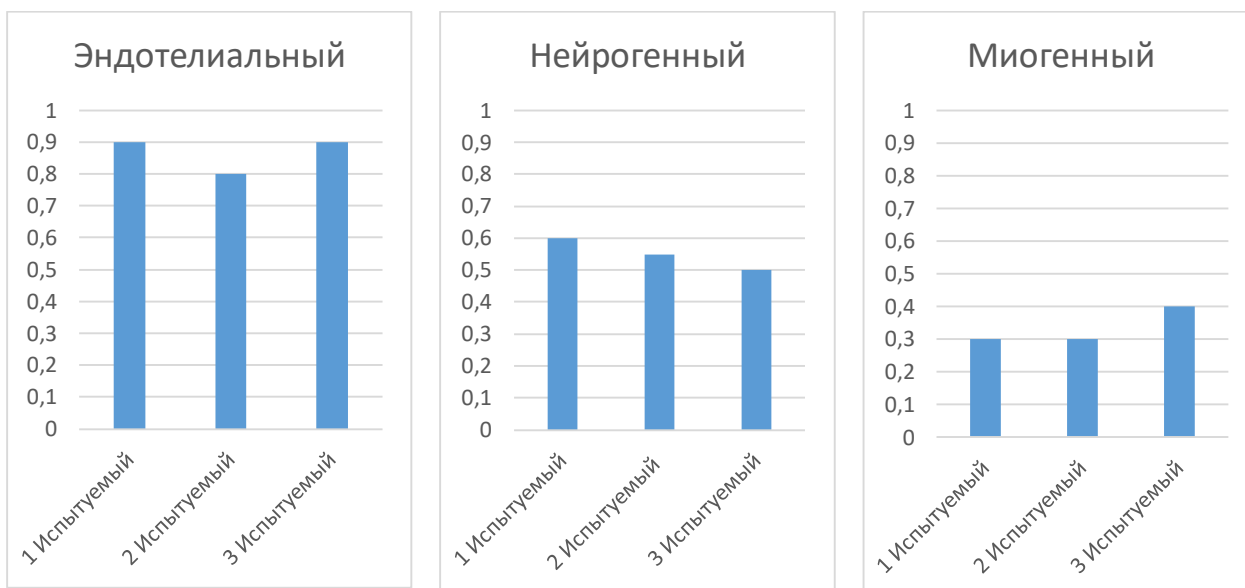 Эндотелиальный
1
0,9
0,8
0,7
0,6
0,5
0,4
0,3
0,2
0,1
0
1 Испытуемый
2 Испытуемый
3 Испытуемый
Нейрогенный
1
0,9
0,8
0,7
0,6
0,5
0,4
0,3
0,2
0,1
0
1 Испытуемый
2 Испытуемый
3 Испытуемый
Миогенный
1
0,9
0,8
0,7
0,6
0,5
0,4
0,3
0,2
0,1
0
1 Испытуемый
2 Испытуемый
3 Испытуемый